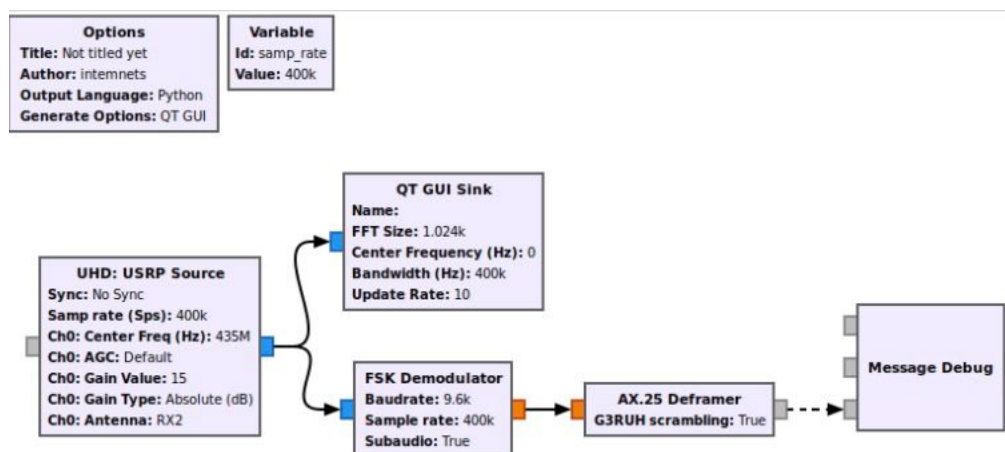 Options
Title: Not titled yet
Author: intemnets
Output Language: Python
Generate Options: QT GUI
Variable
Id: samp_rate
Value: 400k
QT GUI Sink
Name:
FFT Size: 1.024k
Center Frequency (Hz): 0
Bandwidth (Hz): 400k
Update Rate: 10
UHD: USRP Source
Sync: No Sync
Samp rate (Sps): 400k
Ch0: Center Freq (Hz): 435M
Ch0: AGC: Default
Ch0: Gain Value: 15
Ch0: Gain Type: Absolute (dB)
Ch0: Antenna: RX2
FSK Demodulator
Baudrate: 9.6k
Sample rate: 400k
Subaudio: True
AX.25 Deframer
G3RUH scrambling: True
Message Debug